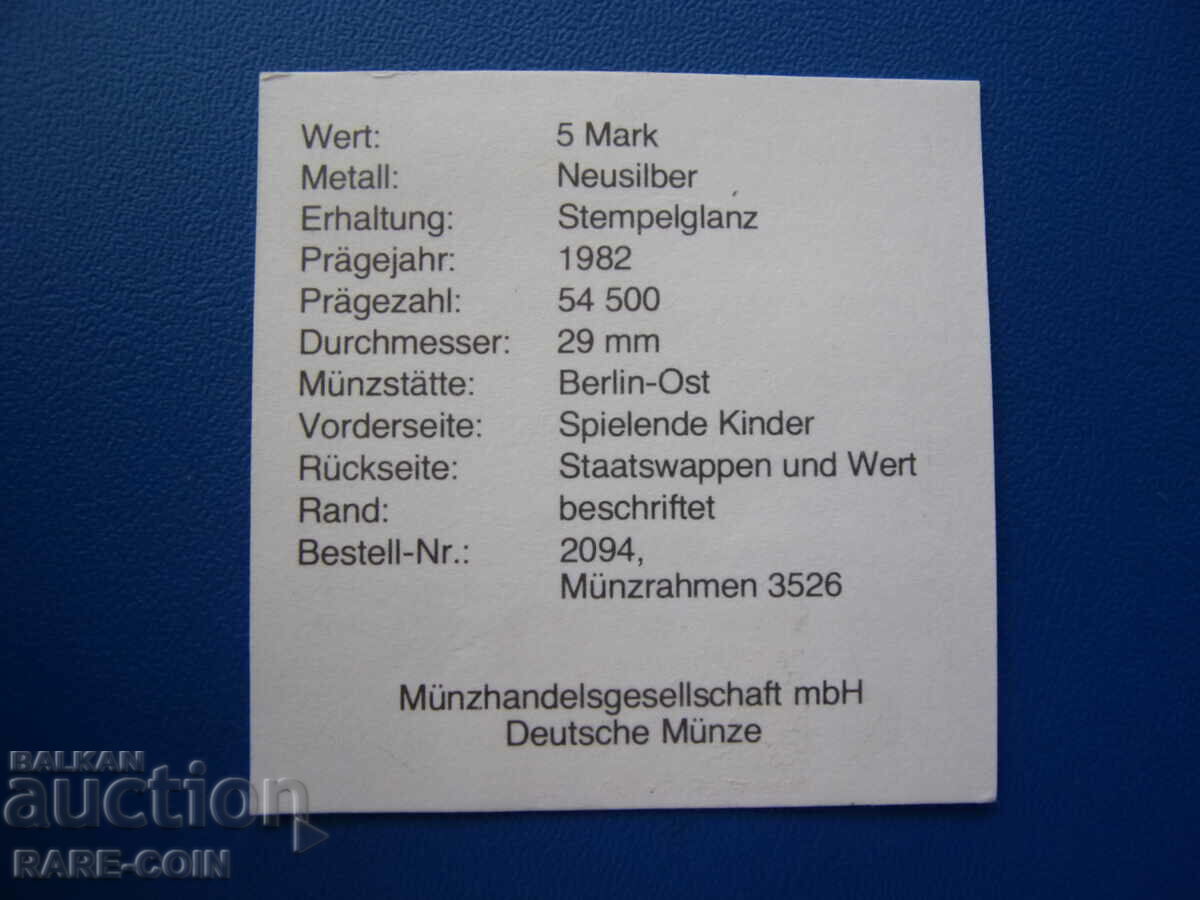 Wert: 5 Mark
Metall: Neusilber
Erhaltung: Stempelglanz
Prägejahr: 1982
Prägezahl: 54 500
Durchmesser: 29 mm
Münzstätte: Berlin-Ost
Vorderseite: Spielende Kinder
Rückseite: Staatswappen und Wert
Rand: beschriftet
Bestell-Nr.: 2094,
Münzrahmen 3526
Münzhandelsgesellschaft mbH
Deutsche Münze
BALKAN
auction
RARE-COIN